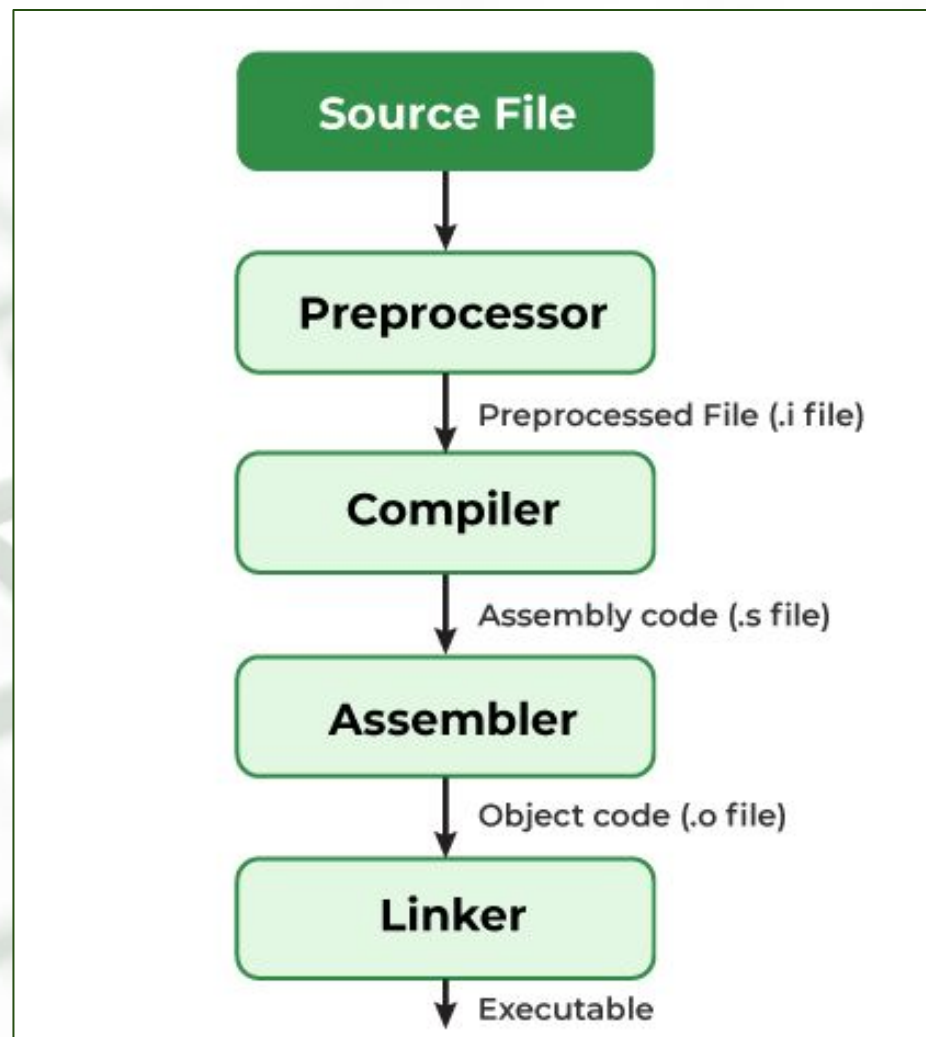 Source File
Preprocessor
Preprocessed File (.i file)
Compiler
Assembly code (.s file)
Assembler
Object code (.o file)
Linker
Executable